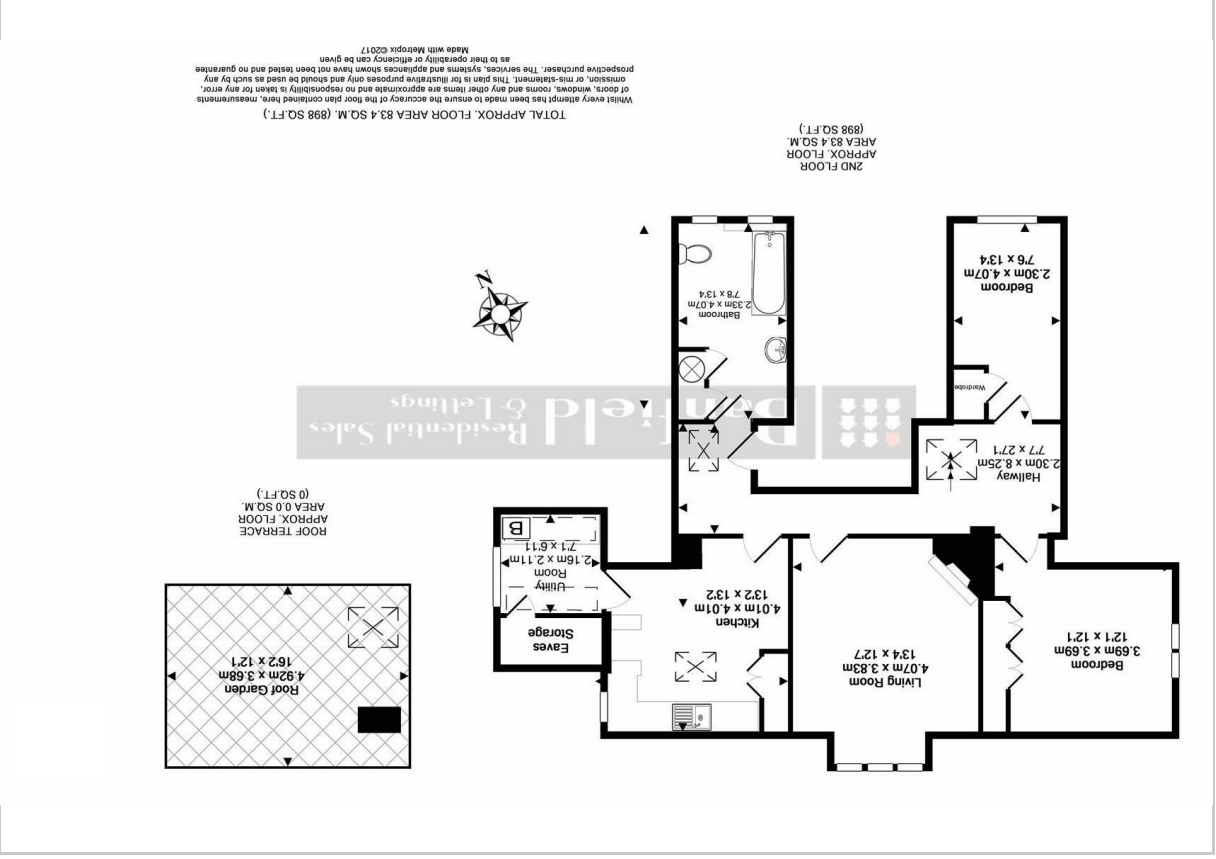 Bedroom
3.69m x 3.69m
12'1 x 12'1
Living Room
4.07m x 3.83m
13'4 x 12'7
Kitchen
4.01m x 4.01m
13'2 x 13'2
Eaves
Storage
Utility
Room
2.16m x 2.11m
7'1 x 6'11
B
Roof Garden
4.92m x 3.68m
16'2 x 12'1
ROOF TERRACE
APPROX. FLOOR
AREA 0.0 SQ.M.
(0 SQ.FT.)
Hallway
2.30m x 8.25m
7'7 x 27'1
Residential Sales
& Lettings
Wardrobe
Bedroom
2.30m x 4.07m
7'6 x 13'4
Bathroom
2.33m x 4.07m
7'8 x 13'4
N
2ND FLOOR
APPROX. FLOOR
AREA 83.4 SQ.M.
(898 SQ.FT.)
TOTAL APPROX. FLOOR AREA 83.4 SQ.M. (898 SQ.FT.)
Whilst every attempt has been made to ensure the accuracy of the floor plan contained here, measurements
of doors, windows, rooms and any other items are approximate and no responsibility is taken for any error,
omission, or mis-statement. This plan is for illustrative purposes only and should be used as such by any
prospective purchaser. The services, systems and appliances shown have not been tested and no guarantee
as to their operability or efficiency can be given
Made with Metropix ©2017